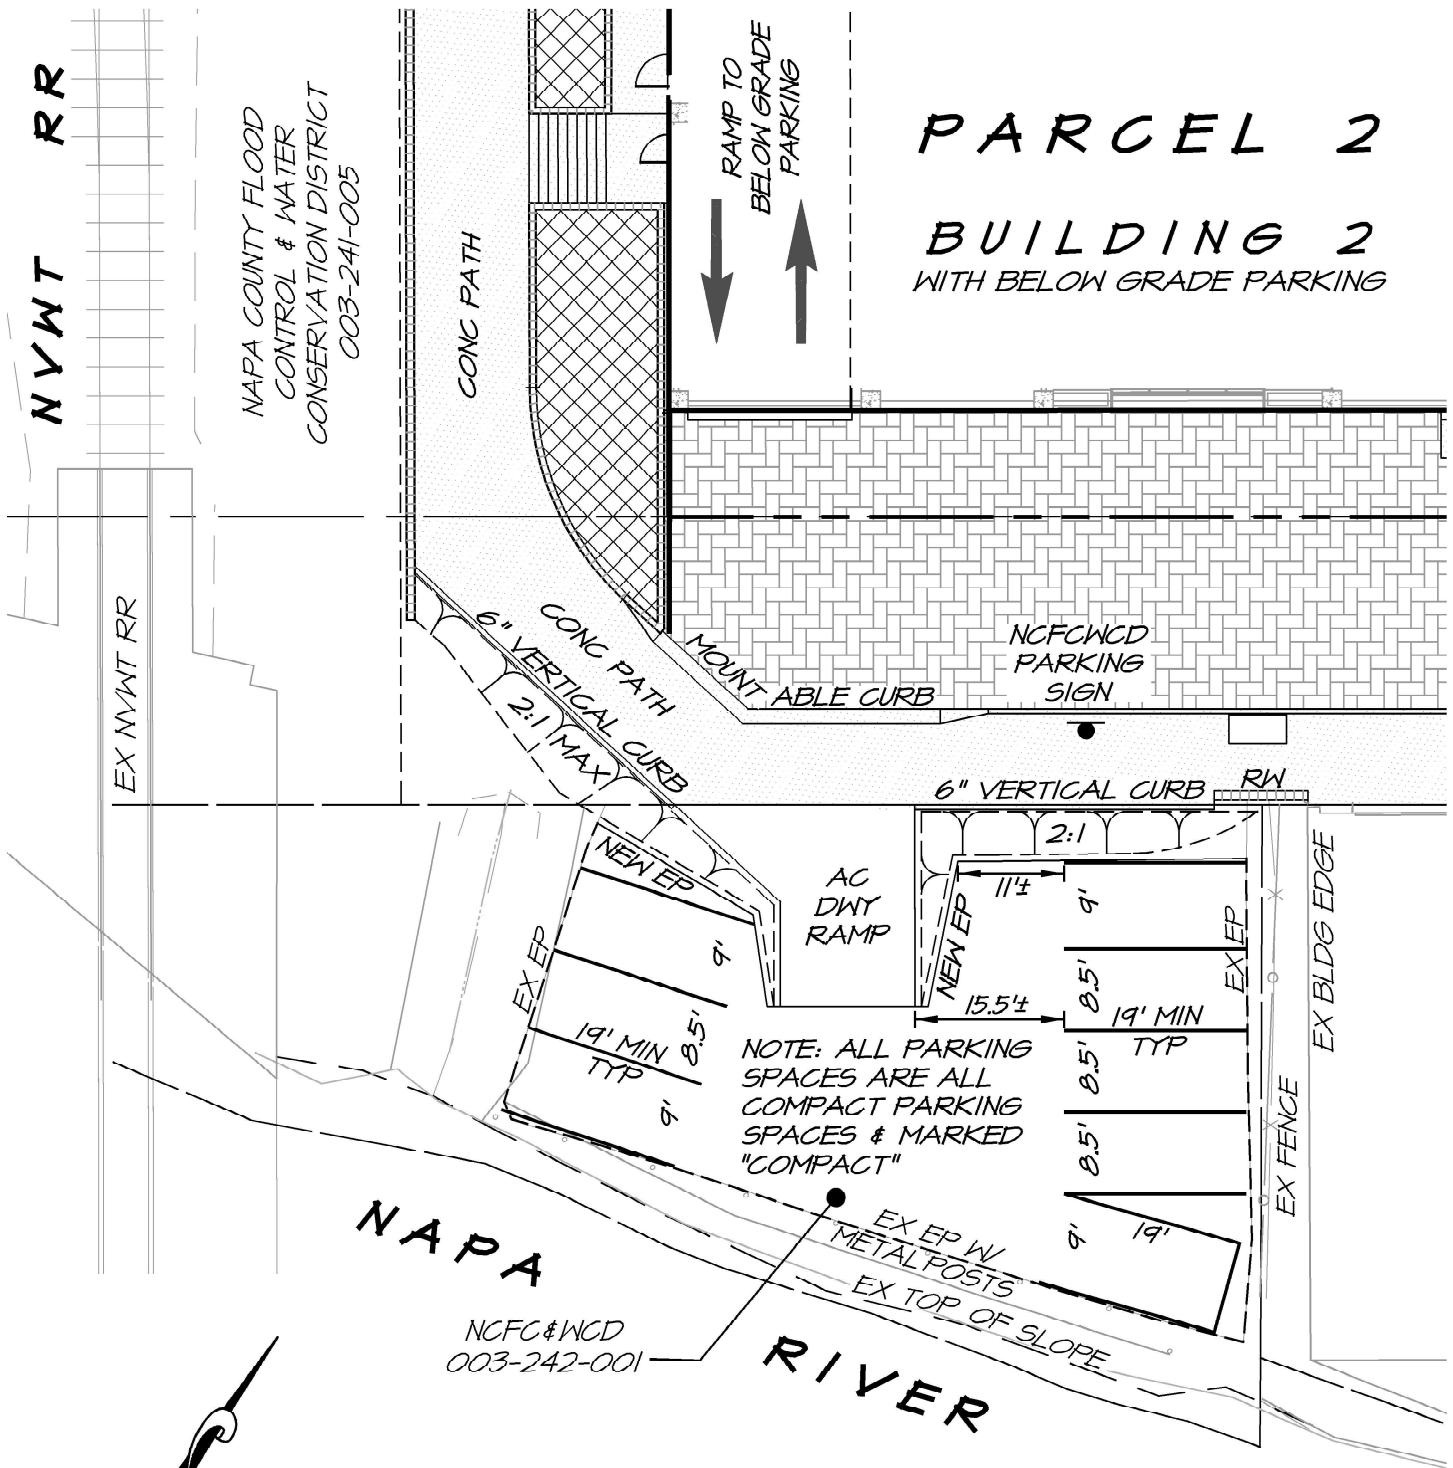 NVWT RR
NAPA COUNTY FLOOD
CONTROL & WATER
CONSERVATION DISTRICT
003-241-005
CONC PATH
RAMP TO
BELOW GRADE
PARKING
PARCEL 2
BUILDING 2
WITH BELOW GRADE PARKING
EX NVWT RR
6" VERTICAL CURB
CONC PATH
2:1
MAX
MOUNTABLE CURB
NCFCWCD
PARKING
SIGN
6" VERTICAL CURB
RW
2:1
NEW EP
EX EP
9'
8.5'
19' MIN
TYP
9'
AC
DWY
RAMP
NEW EP
11'±
15.5'±
9'
8.5'
19' MIN
TYP
8.5'
8.5'
9'
19'
EX EP
EX BLDG EDGE
EX FENCE
NOTE: ALL PARKING
SPACES ARE ALL
COMPACT PARKING
SPACES & MARKED
"COMPACT"
EX EP W/
METAL POSTS
EX TOP OF SLOPE
NCFC&WCD
003-242-001
NAPA RIVER